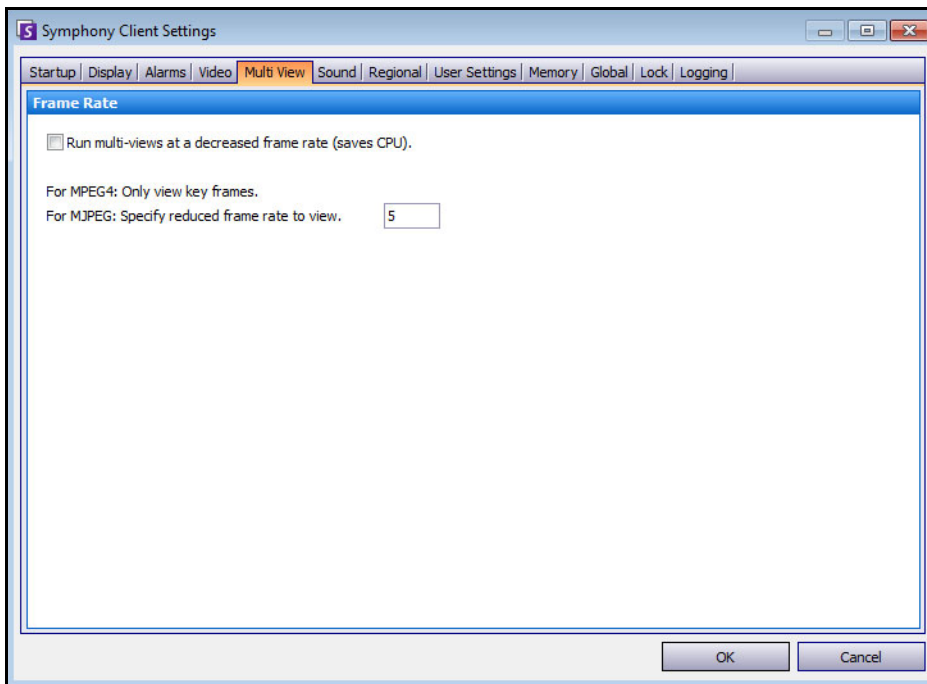 S Symphony Client Settings
Startup Display Alarms Video Multi View Sound Regional User Settings Memory Global Lock Logging
Frame Rate
Run multi-views at a decreased frame rate (saves CPU).
For MPEG4: Only view key frames.
For MJPEG: Specify reduced frame rate to view. 5
OK Cancel